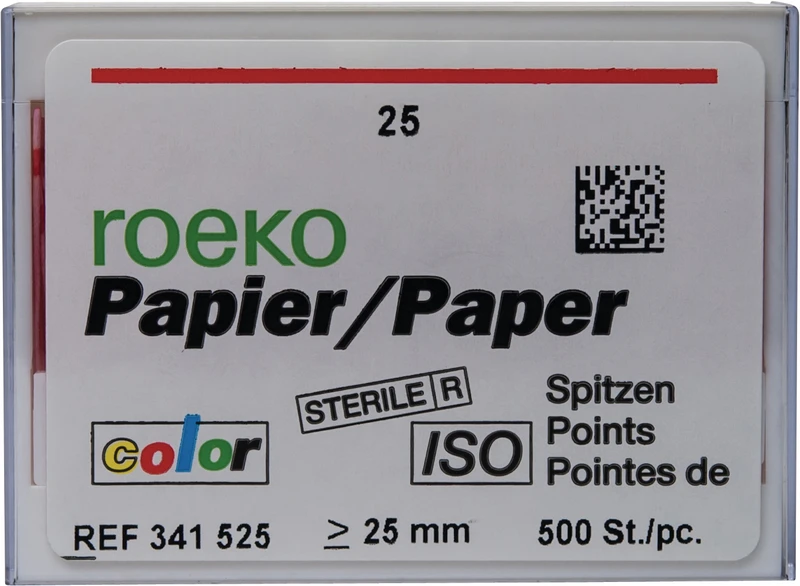 25
roeko
Papier/Paper
STERILE R
color
ISO
Spitzen
Points
Pointes de
REF 341 525 ≥ 25 mm 500 St./pc.